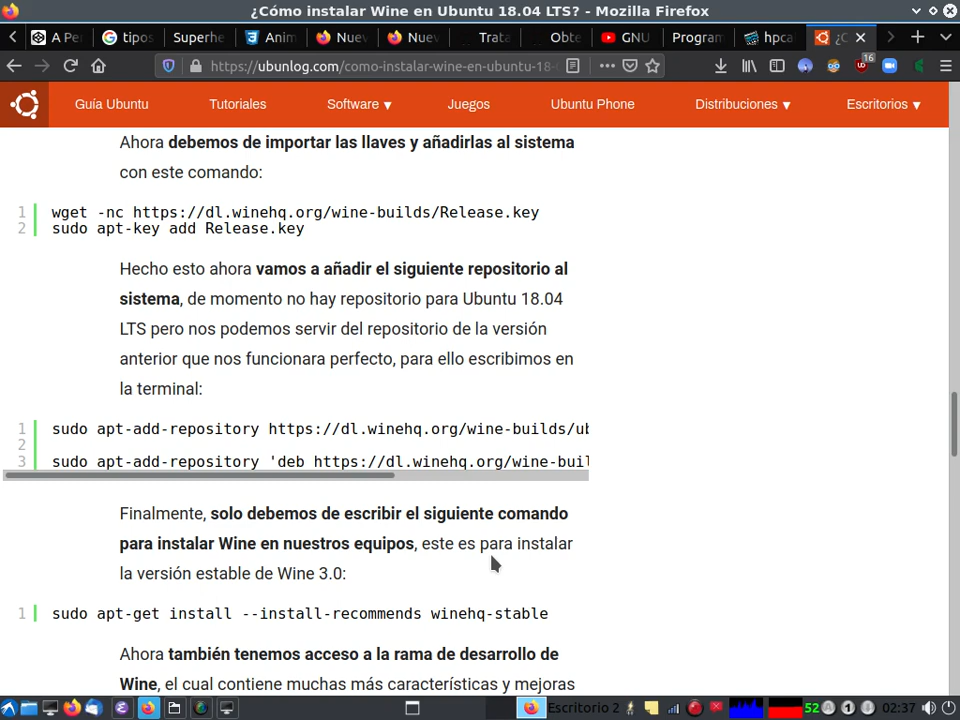 ¿Cómo instalar Wine en Ubuntu 18.04 LTS? - Mozilla Firefox
A Pe
tipos
Superhe
Anim
Nuev
Nuev
Trata
Obte
GNU
Program
hpca
¿C
https://ubunlog.com/como-instalar-wine-en-ubuntu-18-
16
Guía Ubuntu
Tutoriales
Software ▼
Juegos
Ubuntu Phone
Distribuciones ▼
Escritorios ▼
Ahora debemos de importar las llaves y añadirlas al sistema
con este comando:
1 wget -nc https://dl.winehq.org/wine-builds/Release.key
2 sudo apt-key add Release.key
Hecho esto ahora vamos a añadir el siguiente repositorio al
sistema, de momento no hay repositorio para Ubuntu 18.04
LTS pero nos podemos servir del repositorio de la versión
anterior que nos funcionara perfecto, para ello escribimos en
la terminal:
1 sudo apt-add-repository https://dl.winehq.org/wine-builds/ub
2
3 sudo apt-add-repository 'deb https://dl.winehq.org/wine-buil
Finalmente, solo debemos de escribir el siguiente comando
para instalar Wine en nuestros equipos, este es para instalar
la versión estable de Wine 3.0:
1 sudo apt-get install --install-recommends winehq-stable
Ahora también tenemos acceso a la rama de desarrollo de
Wine, el cual contiene muchas más características y mejoras
Escritorio 2
52
02:37